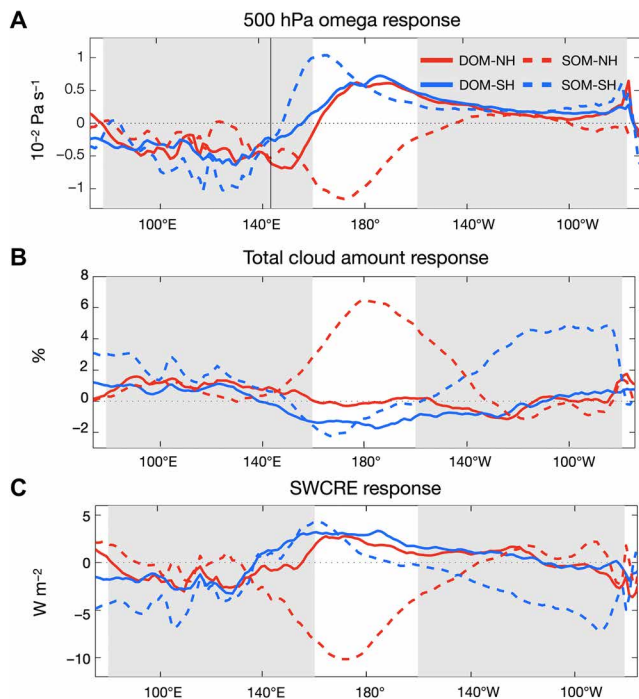 A
500 hPa omega response
10⁻² Pa s⁻¹
1
0.5
0
−0.5
−1
DOM-NH
SOM-NH
DOM-SH
SOM-SH
100°E
140°E
180°
140°W
100°W
B
Total cloud amount response
%
8
6
4
2
0
−2
100°E
140°E
180°
140°W
100°W
C
SWCRE response
W m⁻²
5
0
−5
−10
100°E
140°E
180°
140°W
100°W